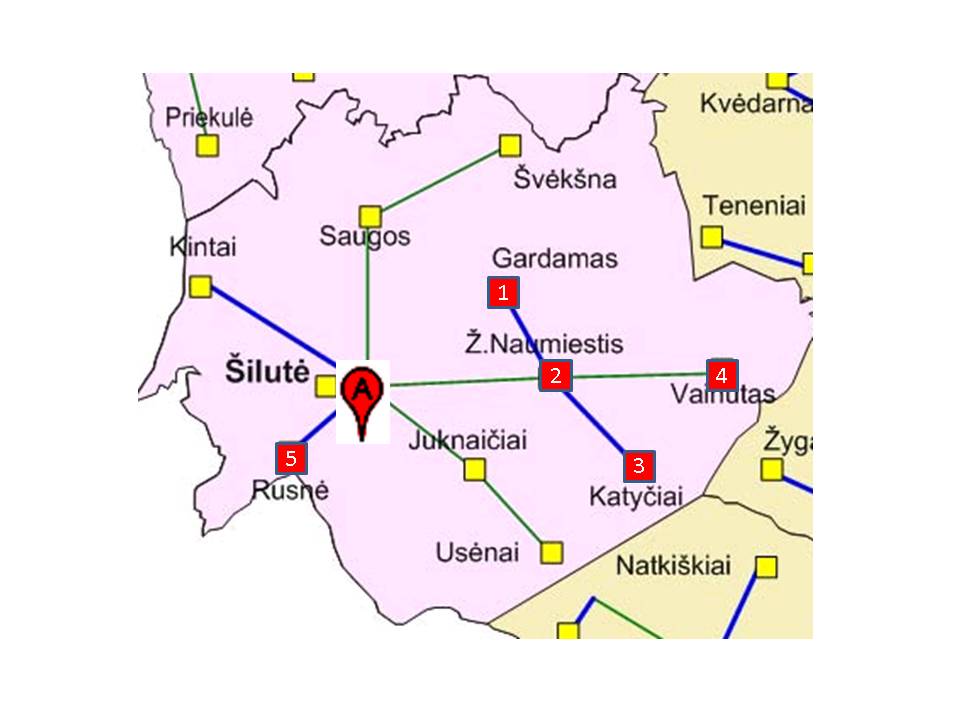 Priekulė
Kvėdarna
Švėkšna
Teneniai
Saugos
Kintai
Gardamas
1
Ž.Naumiestis
Šilutė
A
2
4
Vainutas
Juknaičiai
Žyga
5
3
Rusnė
Katyčiai
Usėnai
Natkiškiai